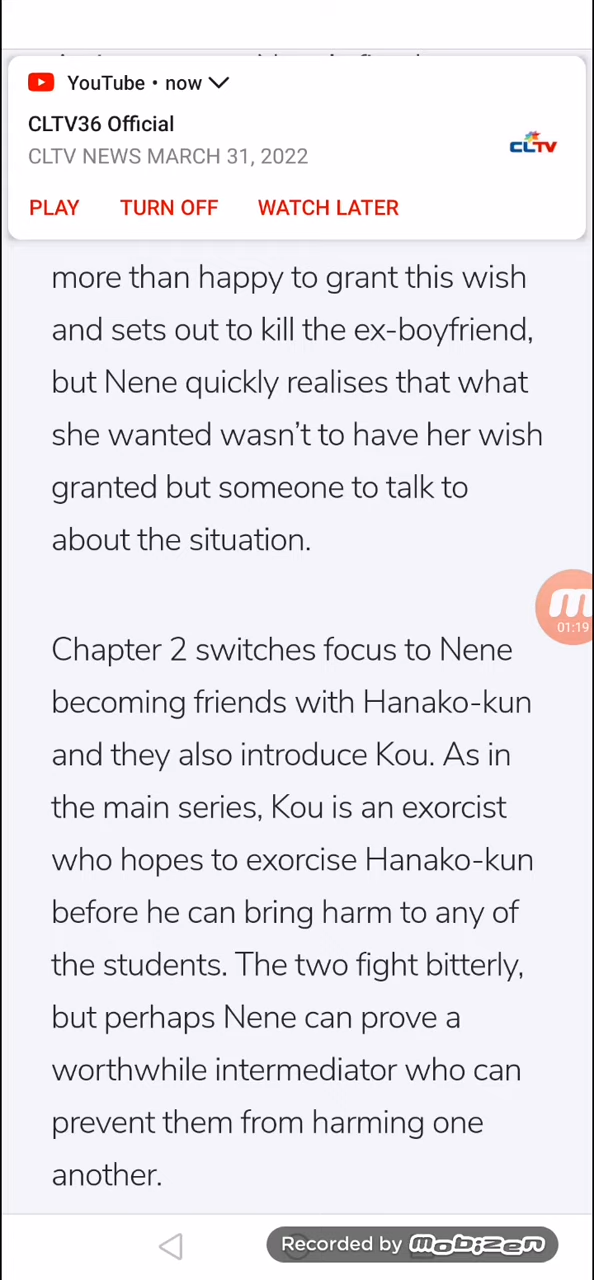 YouTube • now
CLTV36 Official
CLTV NEWS MARCH 31, 2022
CLTV
PLAY TURN OFF WATCH LATER
more than happy to grant this wish
and sets out to kill the ex-boyfriend,
but Nene quickly realises that what
she wanted wasn’t to have her wish
granted but someone to talk to
about the situation.
Chapter 2 switches focus to Nene
becoming friends with Hanako-kun
and they also introduce Kou. As in
the main series, Kou is an exorcist
who hopes to exorcise Hanako-kun
before he can bring harm to any of
the students. The two fight bitterly,
but perhaps Nene can prove a
worthwhile intermediator who can
prevent them from harming one
another.
m
01:19
Recorded by mobizen